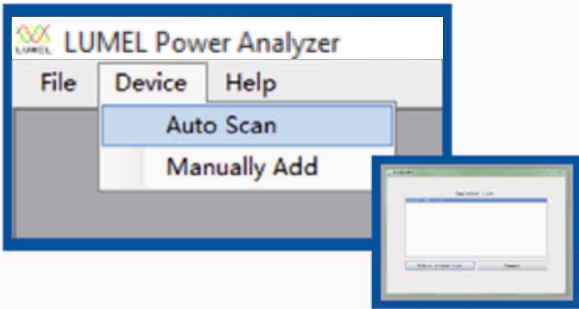 LUMEL
LUMEL Power Analyzer
File Device Help
Auto Scan
Manually Add